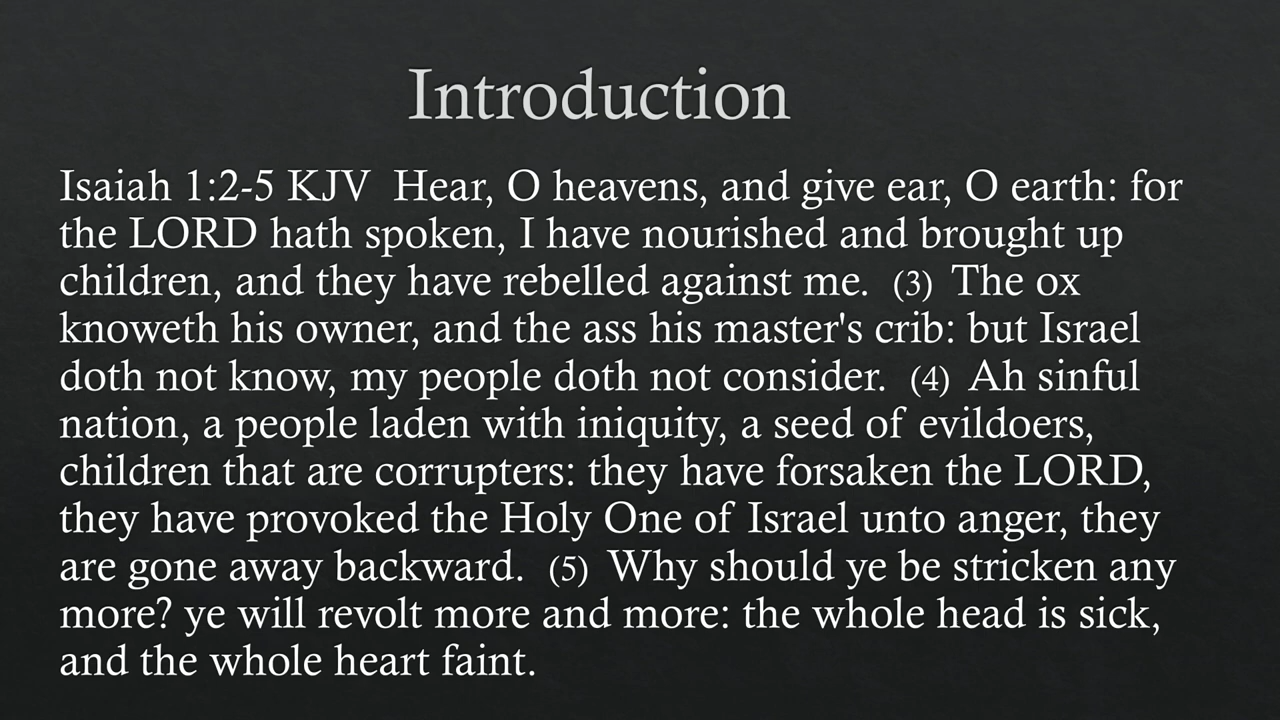 Introduction
Isaiah 1:2-5 KJV  Hear, O heavens, and give ear, O earth: for
the LORD hath spoken, I have nourished and brought up
children, and they have rebelled against me.  (3)  The ox
knoweth his owner, and the ass his master's crib: but Israel
doth not know, my people doth not consider.  (4)  Ah sinful
nation, a people laden with iniquity, a seed of evildoers,
children that are corrupters: they have forsaken the LORD,
they have provoked the Holy One of Israel unto anger, they
are gone away backward.  (5)  Why should ye be stricken any
more? ye will revolt more and more: the whole head is sick,
and the whole heart faint.